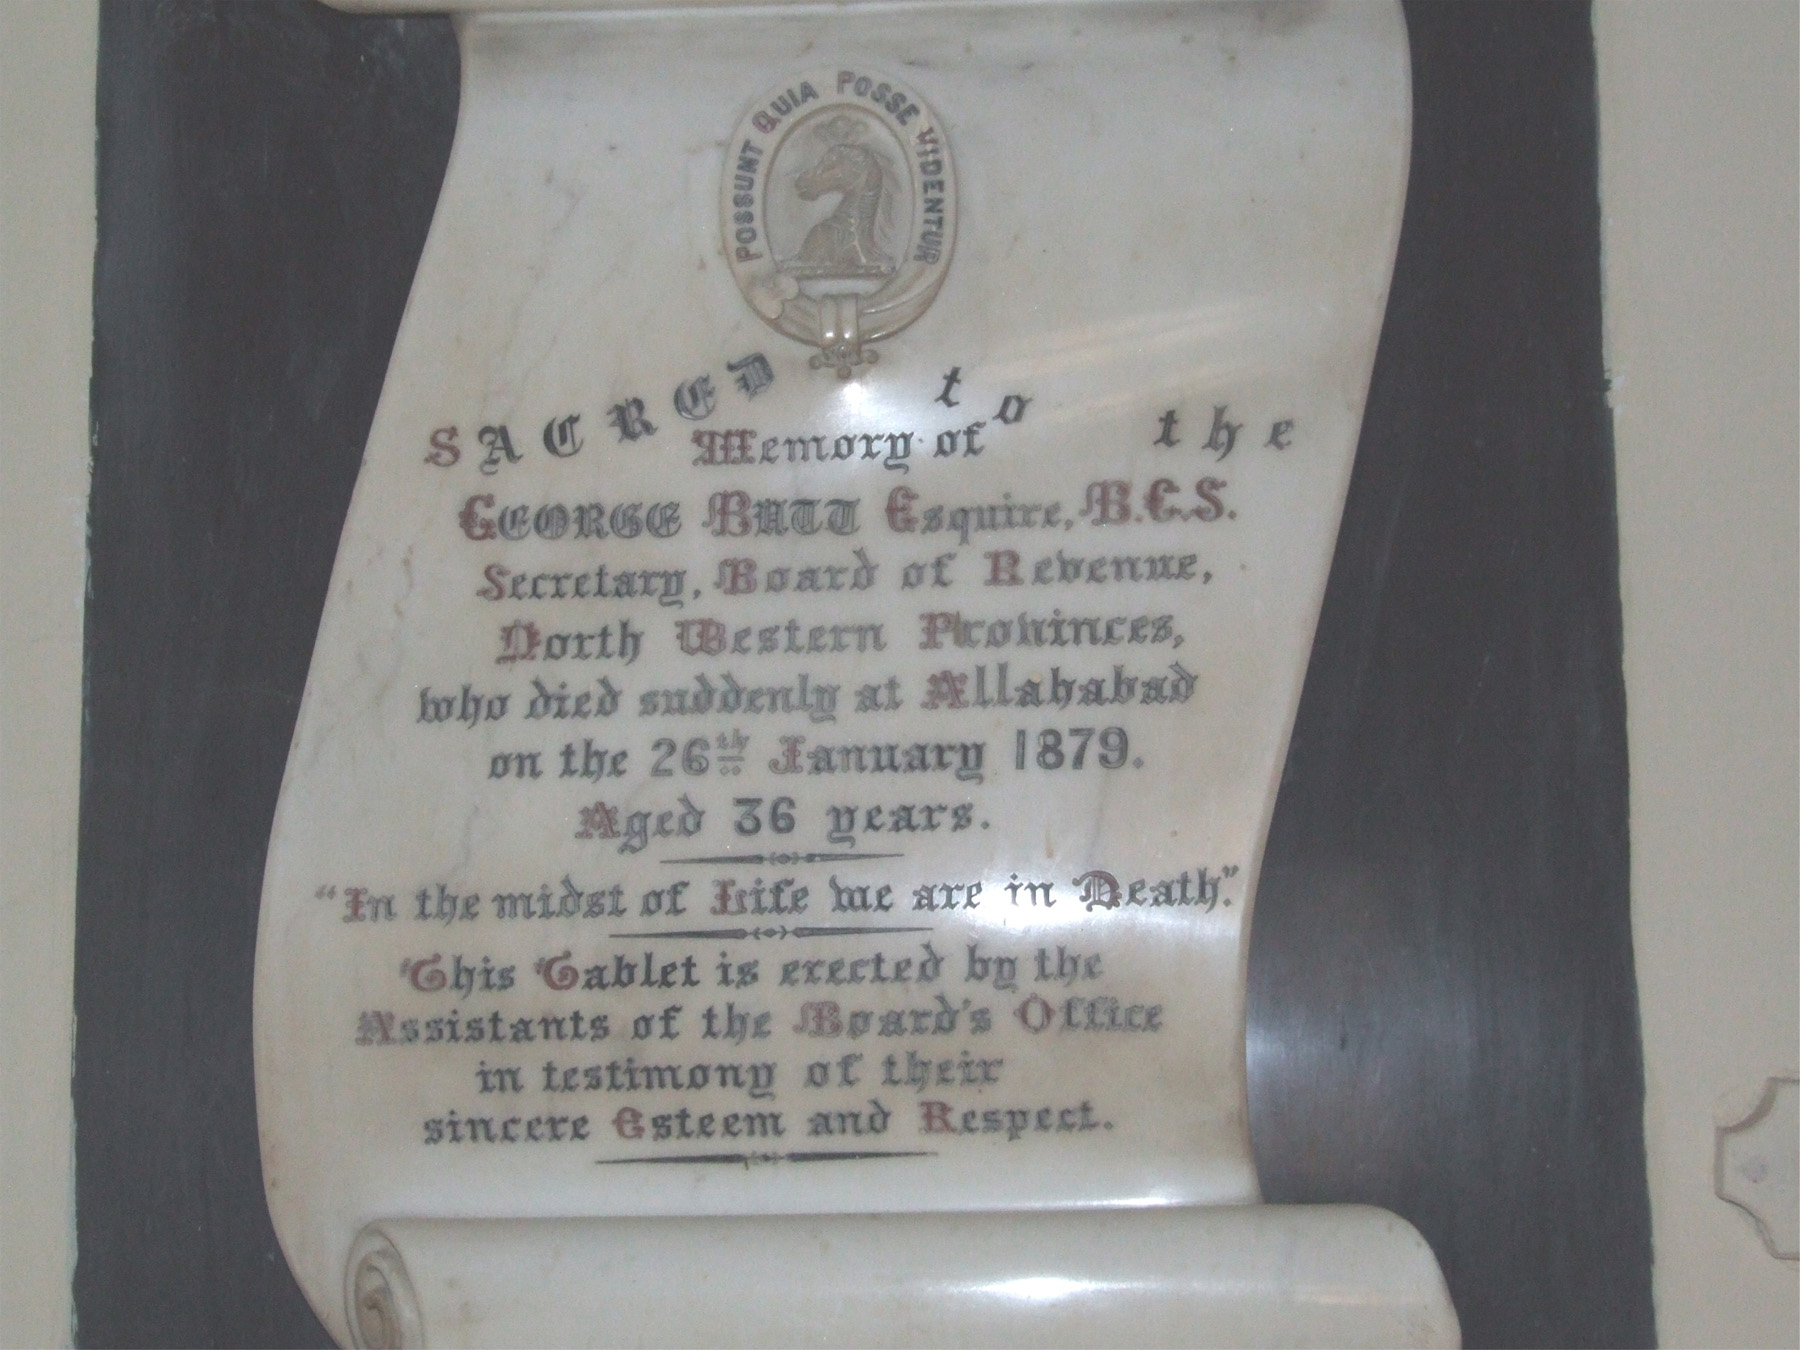 POSSUNT QUIA POSSE VIDENTUR
SACRED to the
Memory of
GEORGE BUTT Esquire, B.C.S.
Secretary, Board of Revenue,
North Western Provinces,
who died suddenly at Allahabad
on the 26th January 1879.
Aged 36 years.
"In the midst of Life we are in Death."
This Tablet is erected by the
Assistants of the Board's Office
in testimony of their
sincere Esteem and Respect.